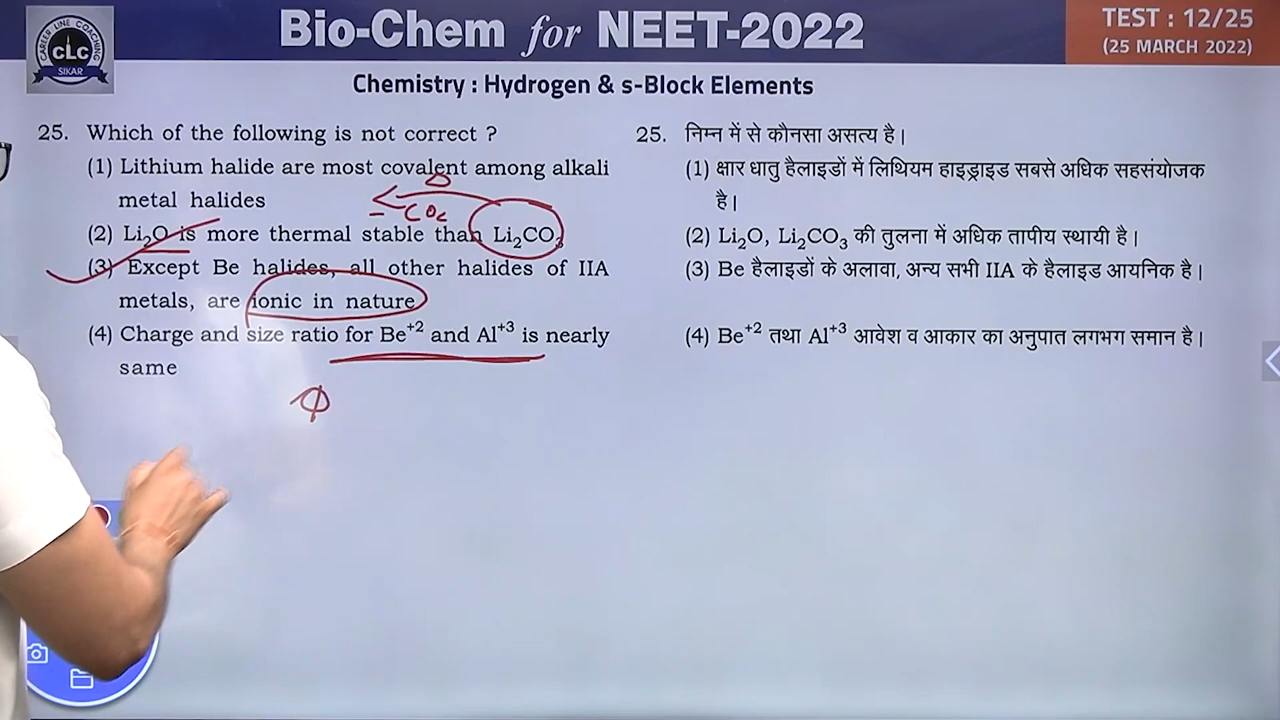 CAREER LINE COACHING
CLC
SIKAR
Bio-Chem for NEET-2022
TEST : 12/25
(25 MARCH 2022)
Chemistry : Hydrogen & s-Block Elements
25. Which of the following is not correct ?
(1) Lithium halide are most covalent among alkali
metal halides
(2) Li₂O is more thermal stable than Li₂CO₃
(3) Except Be halides, all other halides of IIA
metals, are ionic in nature
(4) Charge and size ratio for Be⁺² and Al⁺³ is nearly
same
Δ
- CO₂
ϕ
25. निम्न में से कौनसा असत्य है।
(1) क्षार धातु हैलाइडों में लिथियम हाइड्राइड सबसे अधिक सहसंयोजक
है।
(2) Li₂O, Li₂CO₃ की तुलना में अधिक तापीय स्थायी है।
(3) Be हैलाइडों के अलावा, अन्य सभी IIA के हैलाइड आयनिक है।
(4) Be⁺² तथा Al⁺³ आवेश व आकार का अनुपात लगभग समान है।